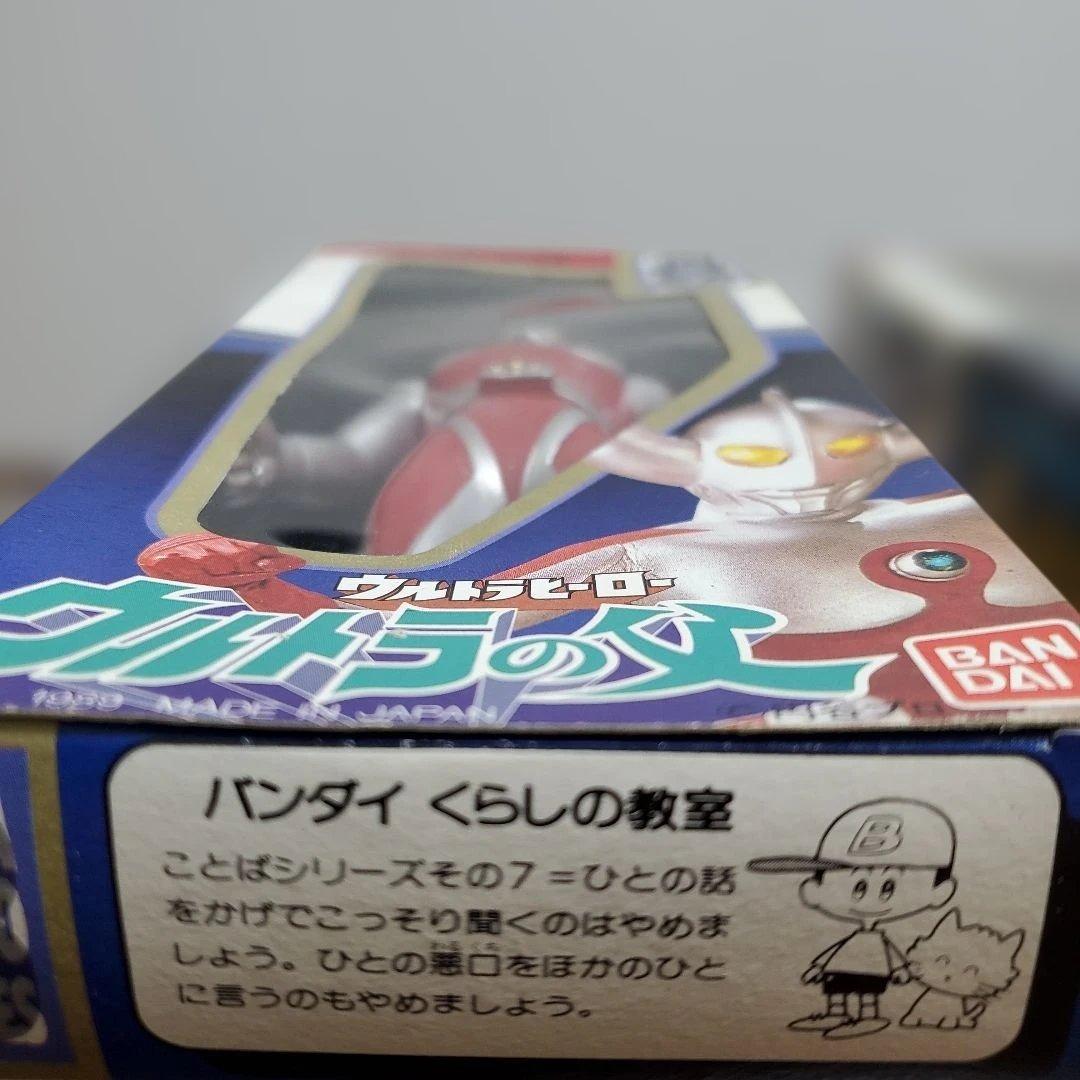 ウルトラヒーロー
ウルトラの父
BAN
DAI
1989 MADE IN JAPAN
バンダイ くらしの教室
ことばシリーズその7=ひとの話
をかげでこっそり聞くのはやめま
しょう。ひとの悪口をほかのひと
に言うのもやめましょう。
B